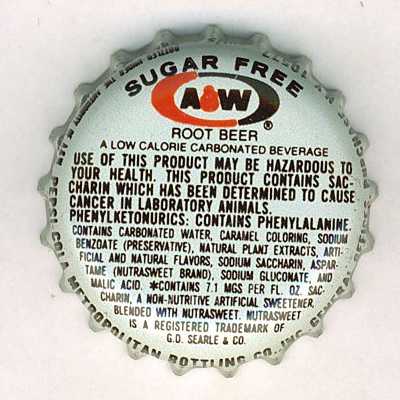 SUGAR FREE
A&W
®
ROOT BEER
A LOW CALORIE CARBONATED BEVERAGE
USE OF THIS PRODUCT MAY BE HAZARDOUS TO
YOUR HEALTH. THIS PRODUCT CONTAINS SAC-
CHARIN WHICH HAS BEEN DETERMINED TO CAUSE
CANCER IN LABORATORY ANIMALS.
PHENYLKETONURICS: CONTAINS PHENYLALANINE.
CONTAINS CARBONATED WATER, CARAMEL COLORING, SODIUM
BENZOATE (PRESERVATIVE), NATURAL PLANT EXTRACTS, ARTI-
FICIAL AND NATURAL FLAVORS, SODIUM SACCHARIN, ASPAR-
TAME (NUTRASWEET BRAND), SODIUM GLUCONATE, AND
MALIC ACID. *CONTAINS 7.1 MGS PER FL. OZ. SAC-
CHARIN, A NON-NUTRITIVE ARTIFICIAL SWEETENER.
BLENDED WITH NUTRASWEET. NUTRASWEET
IS A REGISTERED TRADEMARK OF
G.D. SEARLE & CO.
PEPSI-COLA METROPOLITAN BOTTLING CO., INC.